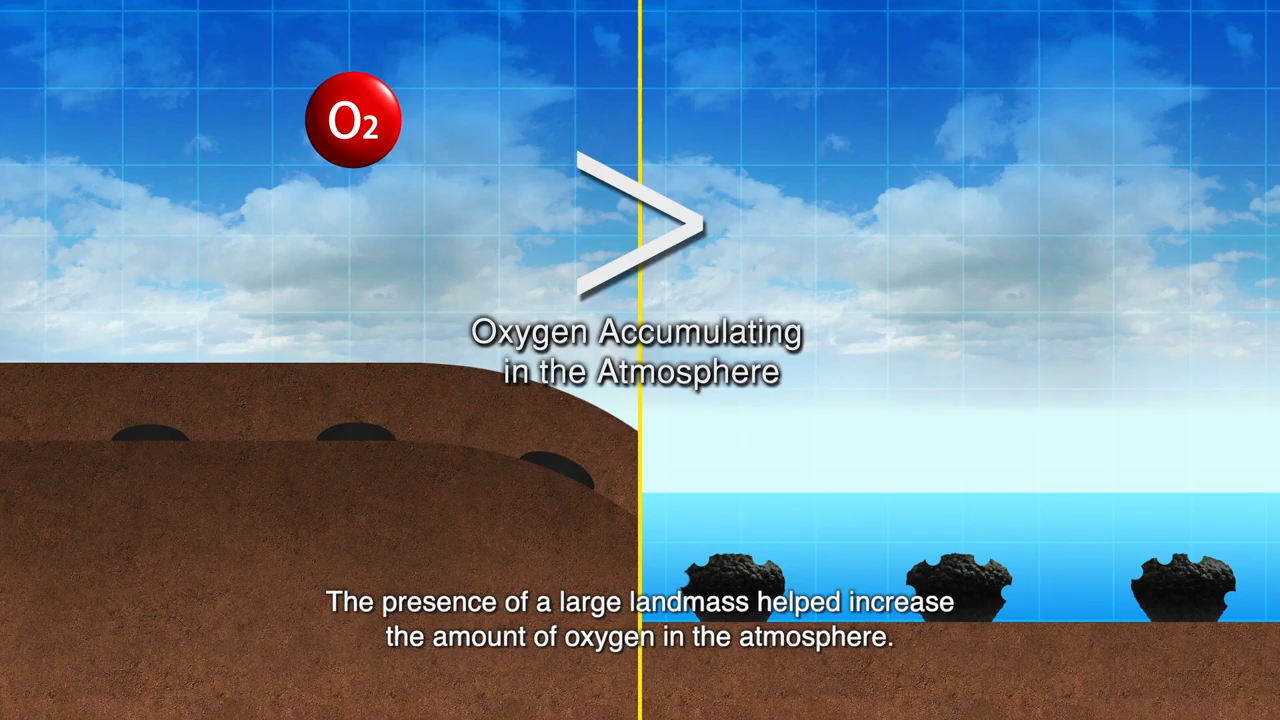 O₂
>
Oxygen Accumulating
in the Atmosphere
The presence of a large landmass helped increase
the amount of oxygen in the atmosphere.